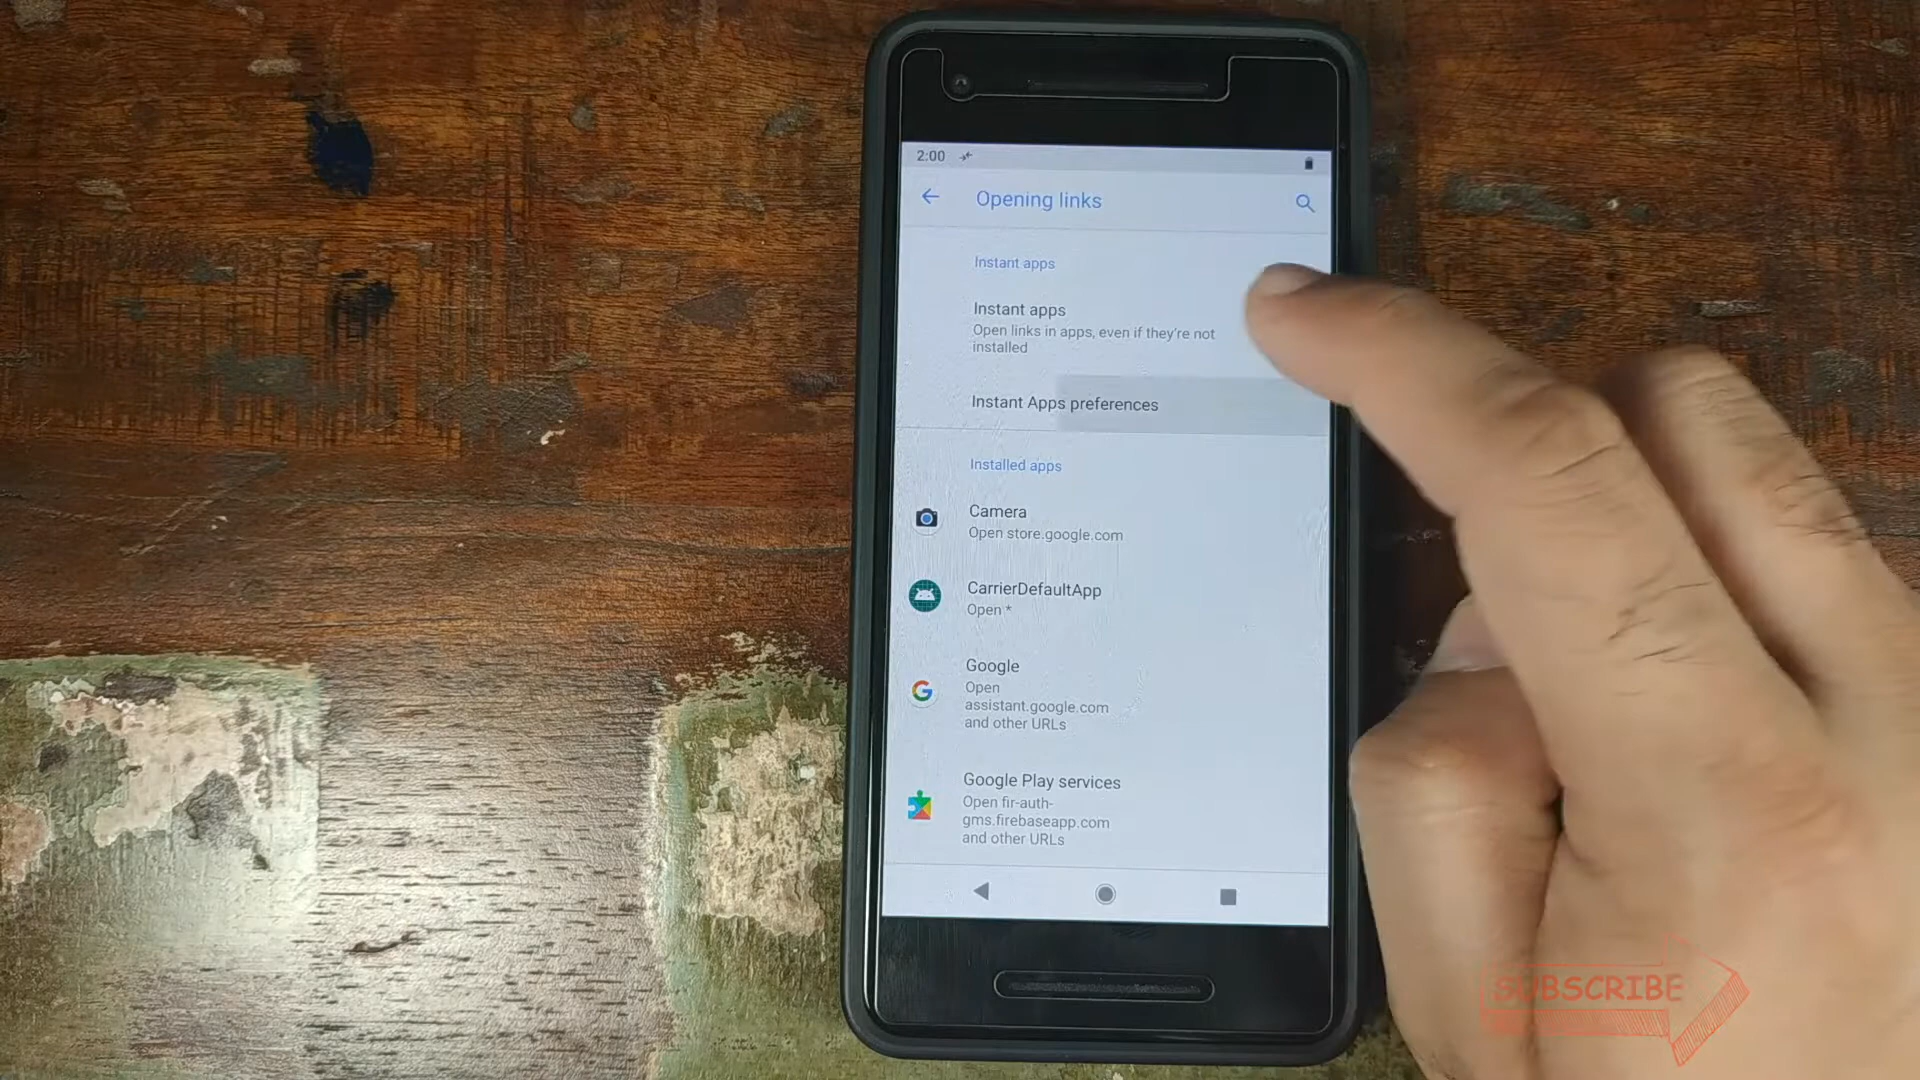 2:00
Opening links
Instant apps
Instant apps
Open links in apps, even if they're not
installed
Instant Apps preferences
Installed apps
Camera
Open store.google.com
CarrierDefaultApp
Open *
Google
Open
assistant.google.com
and other URLs
Google Play services
Open fir-auth-
gms.firebaseapp.com
and other URLs
SUBSCRIBE